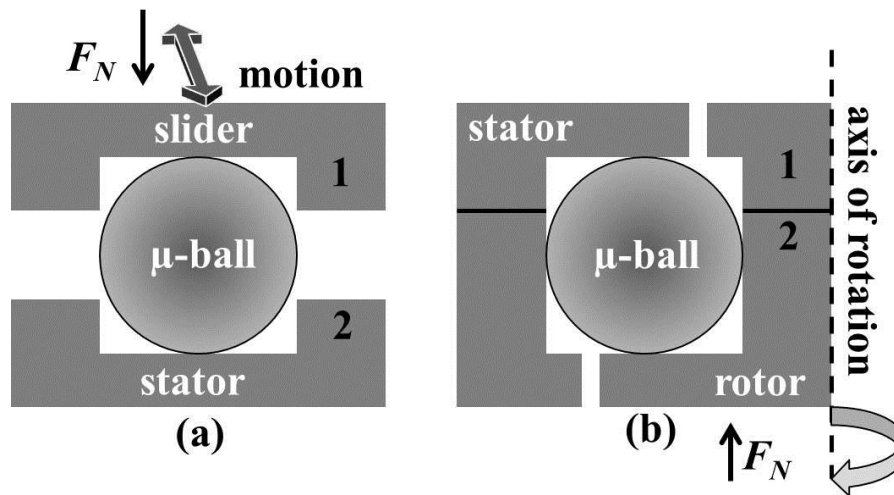 F_N
motion
slider
1
μ-ball
2
stator
(a)
stator
1
2
μ-ball
rotor
axis of rotation
(b)
F_N